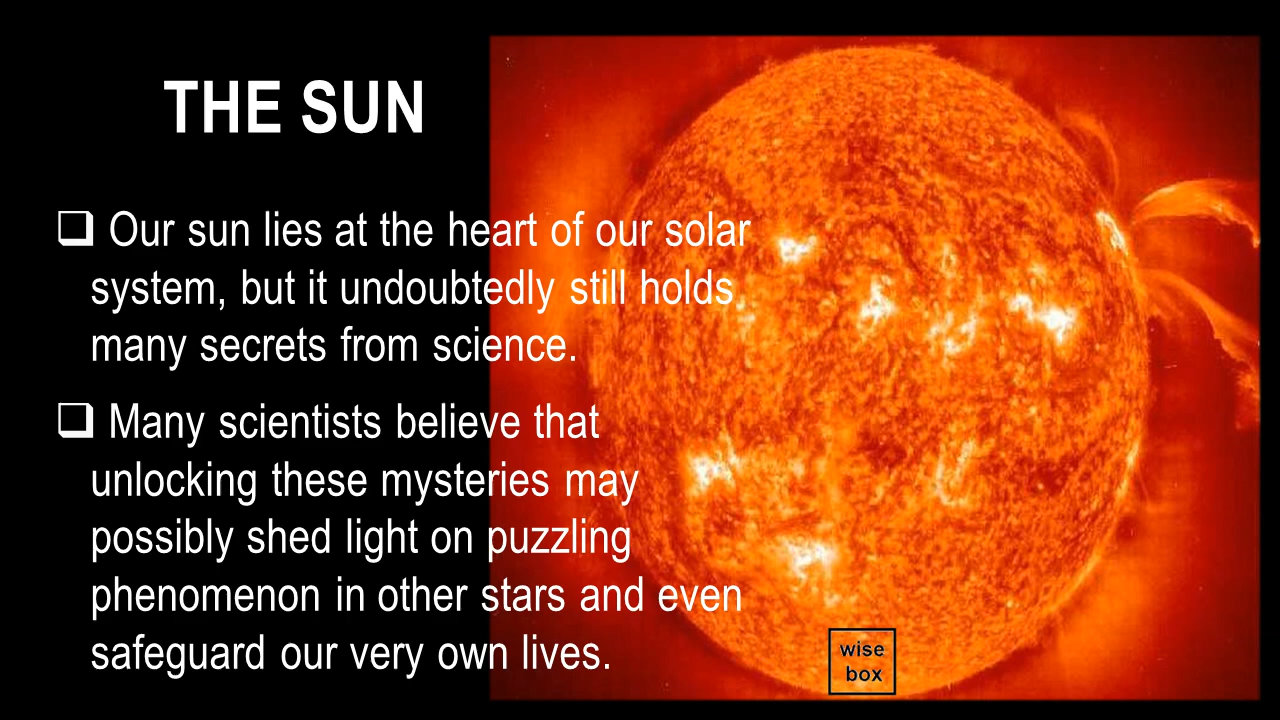 THE SUN
❑ Our sun lies at the heart of our solar
system, but it undoubtedly still holds
many secrets from science.
❑ Many scientists believe that
unlocking these mysteries may
possibly shed light on puzzling
phenomenon in other stars and even
safeguard our very own lives.
wise
box